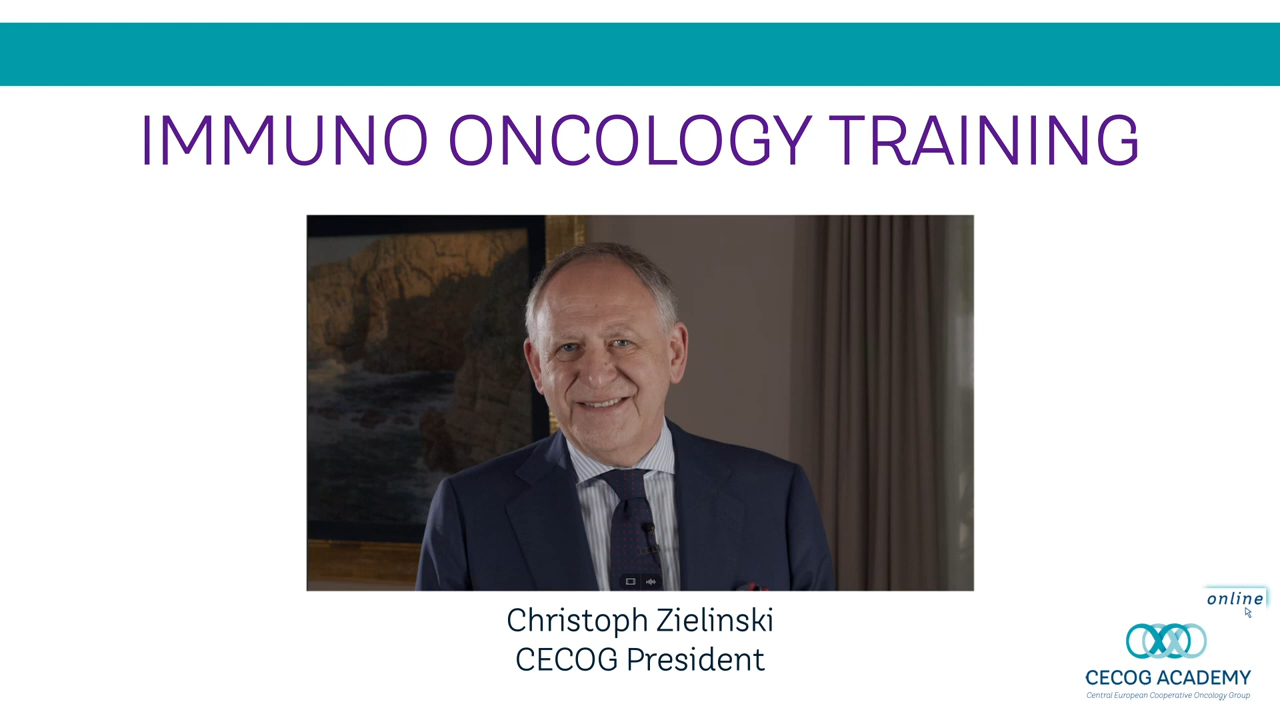 IMMUNO ONCOLOGY TRAINING
Christoph Zielinski
CECOG President
online
CECOG ACADEMY
Central European Cooperative Oncology Group